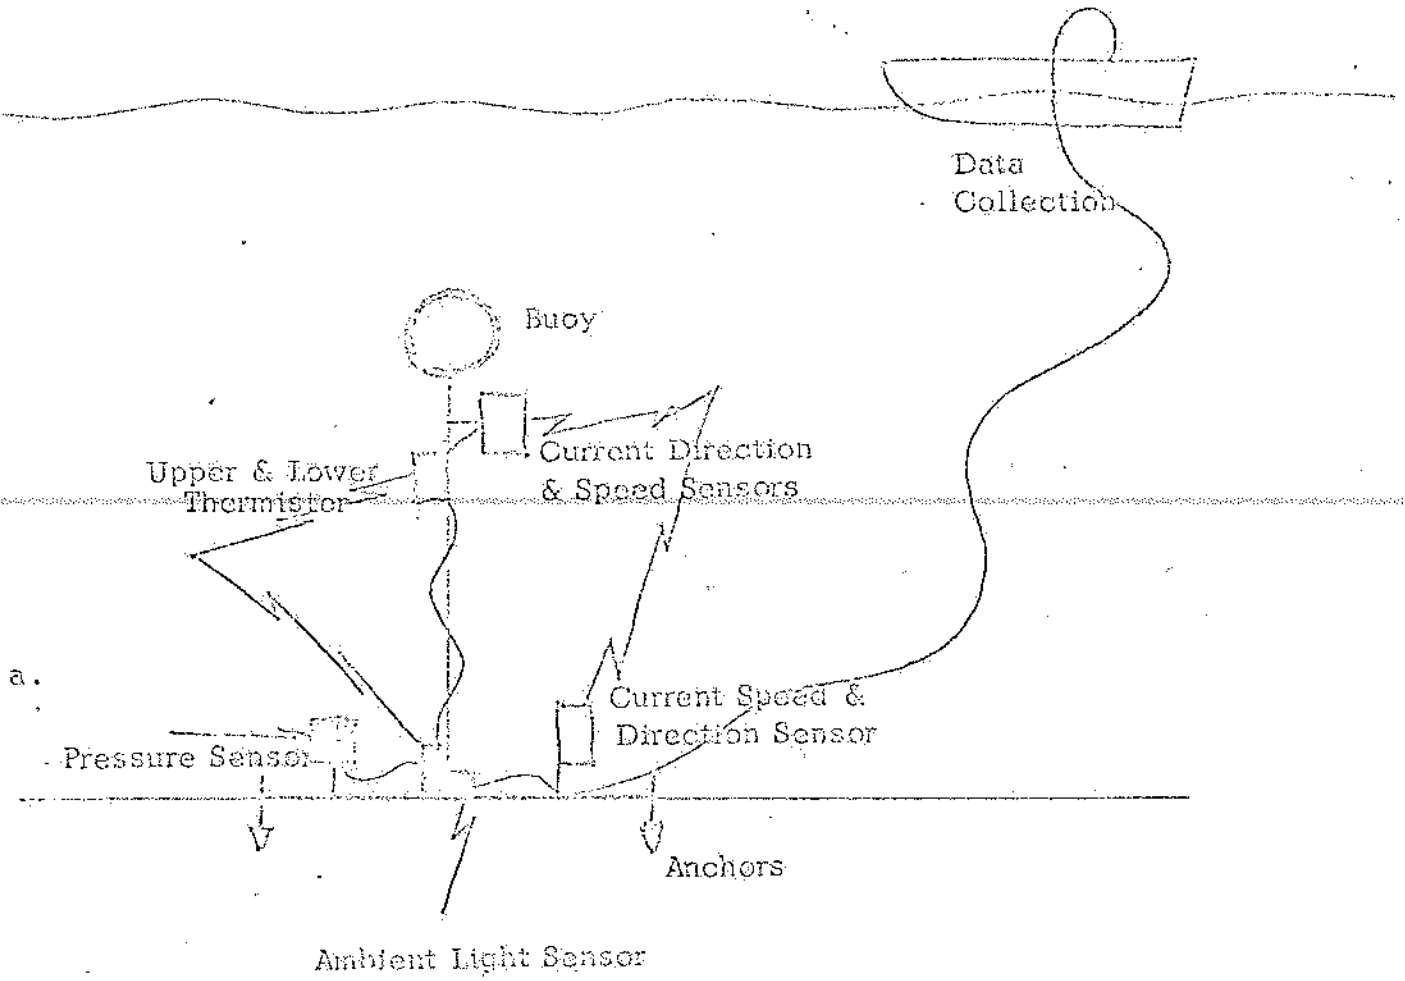 Data
Collection
Buoy
Current Direction
& Speed Sensors
Upper & Lower
Thermistor
a.
Current Speed &
Direction Sensor
Pressure Sensor
Anchors
Ambient Light Sensor